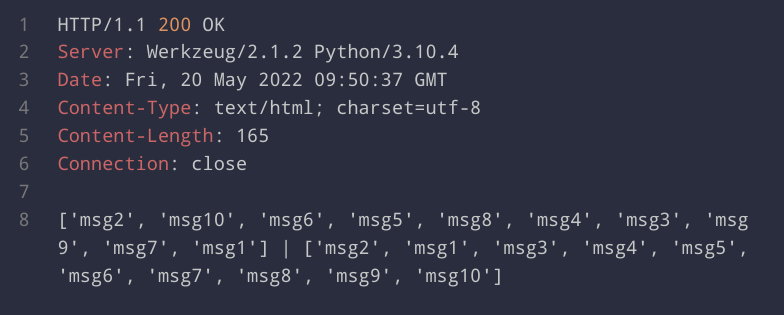 1 HTTP/1.1 200 OK
2 Server: Werkzeug/2.1.2 Python/3.10.4
3 Date: Fri, 20 May 2022 09:50:37 GMT
4 Content-Type: text/html; charset=utf-8
5 Content-Length: 165
6 Connection: close
7
8 ['msg2', 'msg10', 'msg6', 'msg5', 'msg8', 'msg4', 'msg3', 'msg
9', 'msg7', 'msg1'] | ['msg2', 'msg1', 'msg3', 'msg4', 'msg5',
'msg6', 'msg7', 'msg8', 'msg9', 'msg10']